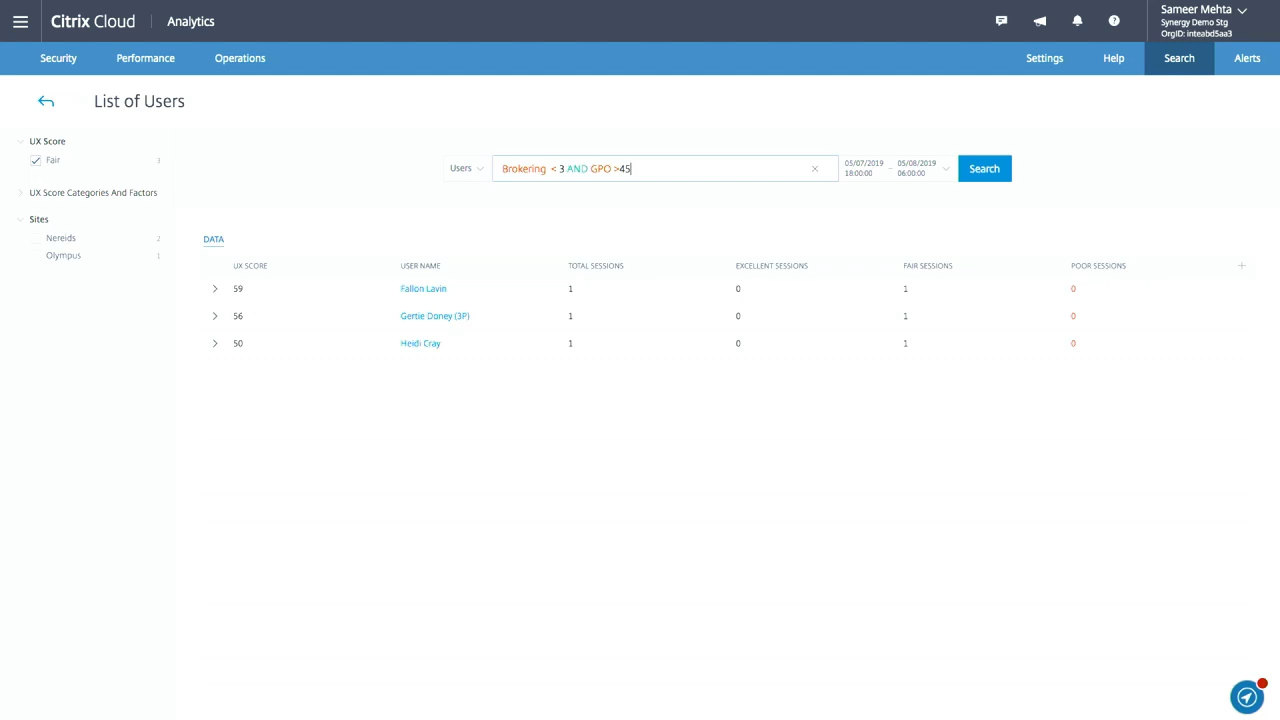 Citrix Cloud
Analytics
Sameer Mehta
Synergy Demo Stg
OrgID: inteabd5aa3
Security Performance Operations Settings Help Search Alerts
List of Users
UX Score
Fair 3
UX Score Categories And Factors
Sites
Nereids 2
Olympus 1
Users
Brokering < 3 AND GPO >45
05/07/2019 – 05/08/2019
18:00:00 06:00:00
Search
DATA
UX SCORE USER NAME TOTAL SESSIONS EXCELLENT SESSIONS FAIR SESSIONS POOR SESSIONS
59 Fallon Lavin 1 0 1 0
56 Gertie Doney (3P) 1 0 1 0
50 Heidi Cray 1 0 1 0